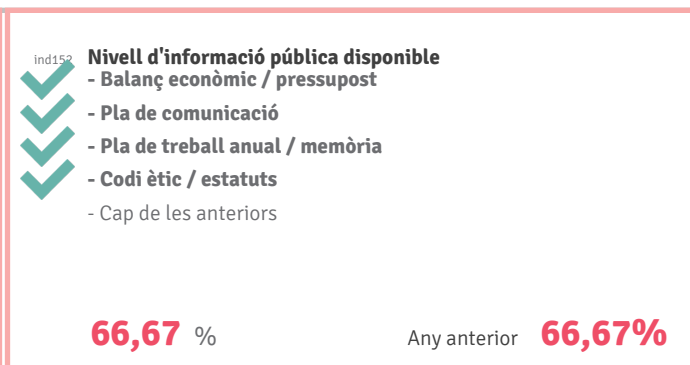 ind152 Nivell d'informació pública disponible
- Balanç econòmic / pressupost
- Pla de comunicació
- Pla de treball anual / memòria
- Codi ètic / estatuts
- Cap de les anteriors
66,67 % Any anterior 66,67%